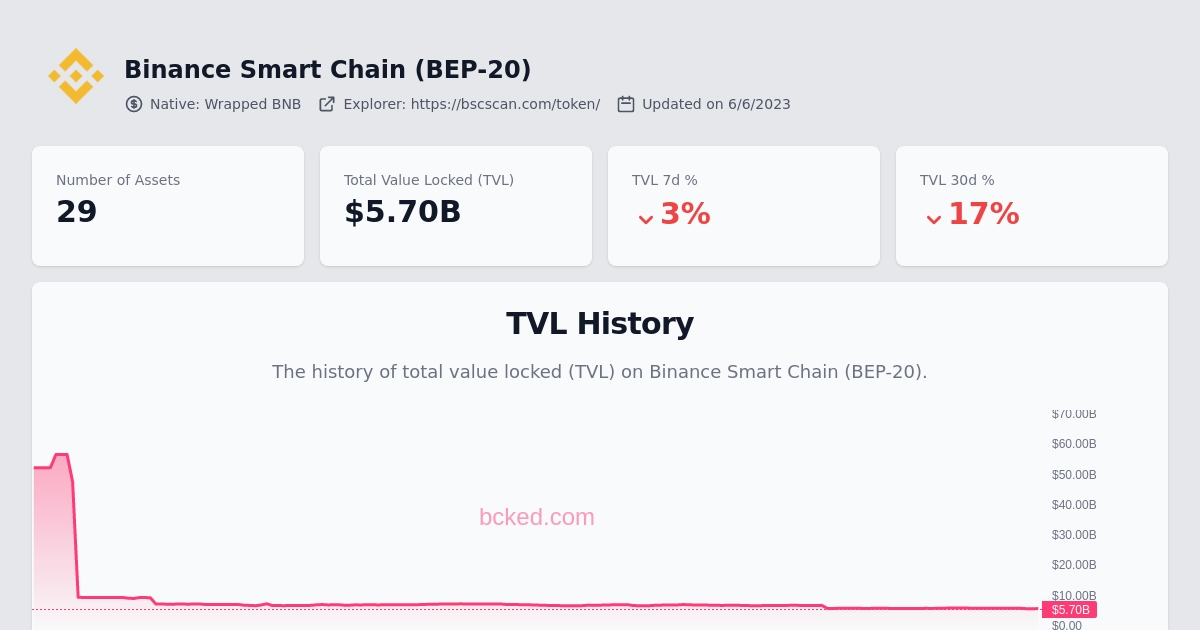 Binance Smart Chain (BEP-20)
Native: Wrapped BNB Explorer: https://bscscan.com/token/ Updated on 6/6/2023
Number of Assets
29
Total Value Locked (TVL)
$5.70B
TVL 7d %
3%
TVL 30d %
17%
TVL History
The history of total value locked (TVL) on Binance Smart Chain (BEP-20).
$70.00B
$60.00B
$50.00B
$40.00B
$30.00B
$20.00B
$10.00B
$5.70B
$0.00
bcked.com